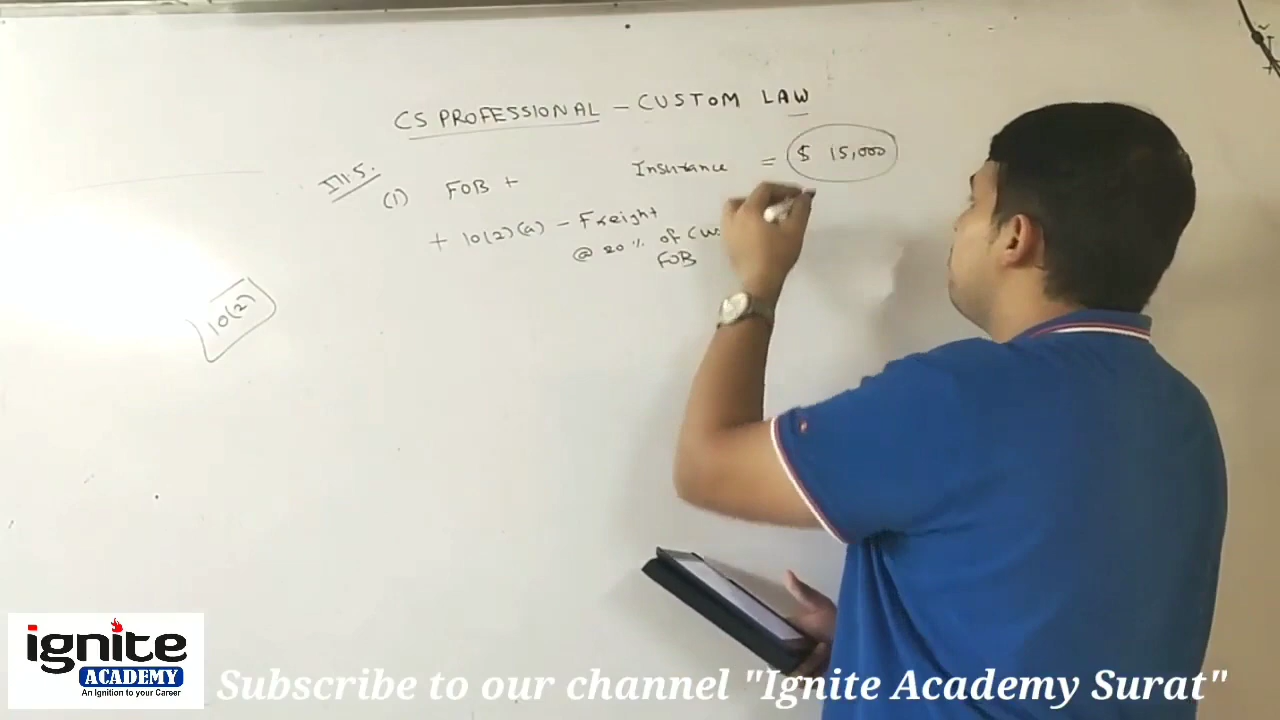 CS PROFESSIONAL – CUSTOM LAW
Ill.5.
(1) FOB + Insurance = $ 15,000
+ 10(2)(a) – Freight
@ 20 % of
FOB
10(2)
ignite
ACADEMY
An Ignition to your Career
Subscribe to our channel "Ignite Academy Surat"